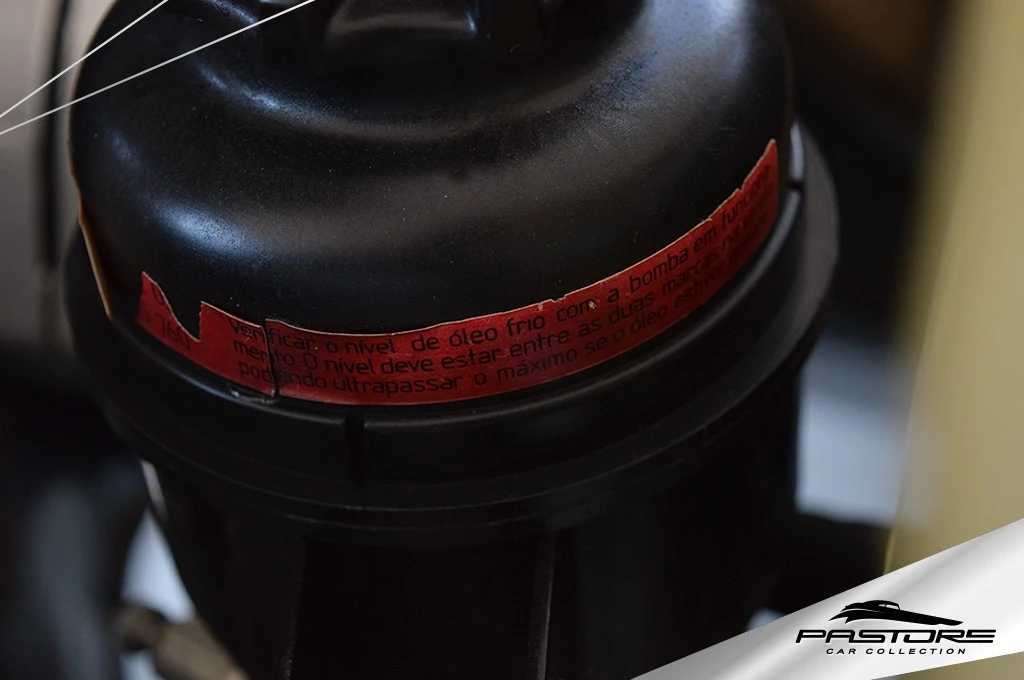 Verificar o nível de óleo frio com a bomba em funciona
mento O nível deve estar entre as duas marcas
podendo ultrapassar o máximo se o óleo
PASTORE
CAR COLLECTION